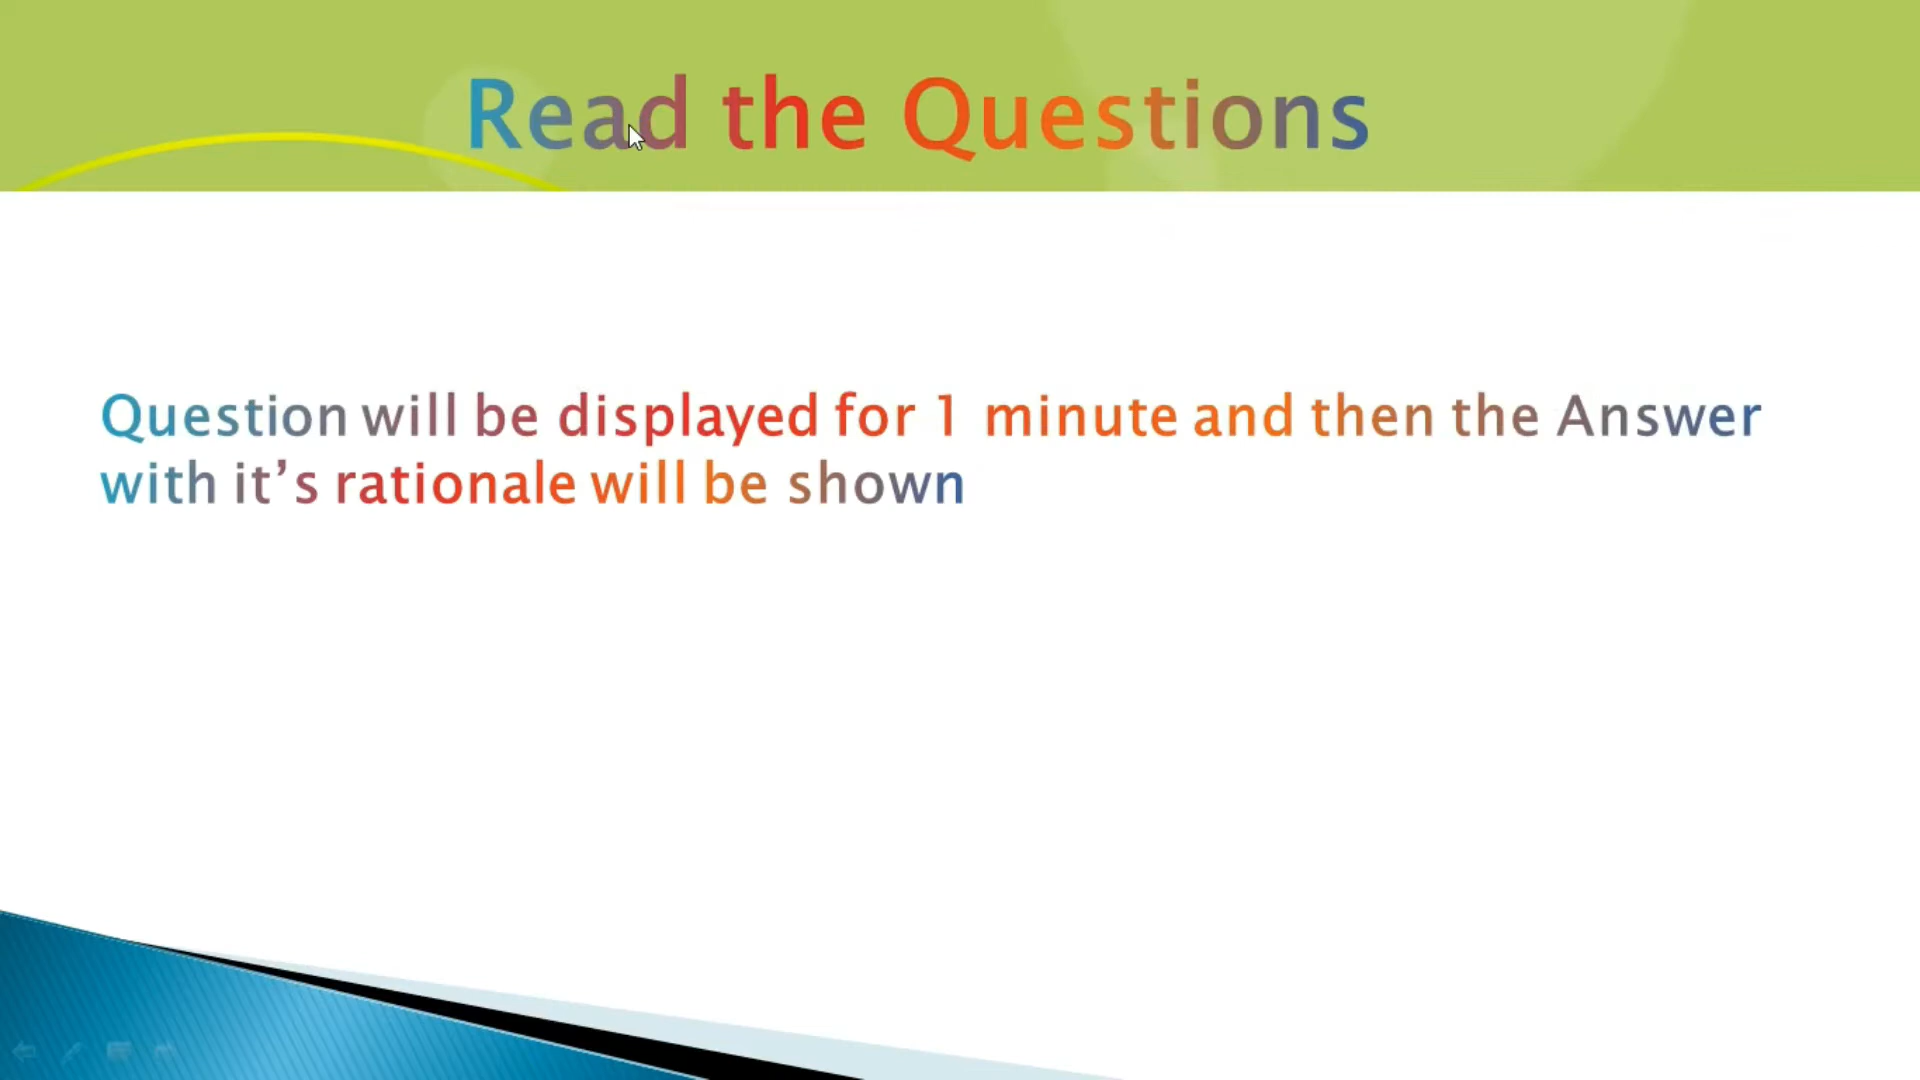 Read the Questions
Question will be displayed for 1 minute and then the Answer
with it’s rationale will be shown